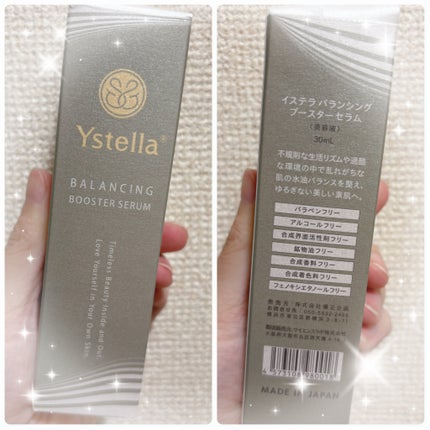 Ystella®
BALANCING
BOOSTER SERUM
Timeless Beauty Inside and Out,
Love Yourself in Your Own Skin.
イステラ バランシング
ブースター セラム
〈美容液〉
30mL
不規則な生活リズムや過酷
な環境の中で乱れがちな
肌の水油バランスを整え、
ゆるぎない美しい素肌へ。
パラベンフリー
アルコールフリー
合成界面活性剤フリー
鉱物油フリー
合成香料フリー
合成着色料フリー
フェノキシエタノールフリー
MADE IN JAPAN